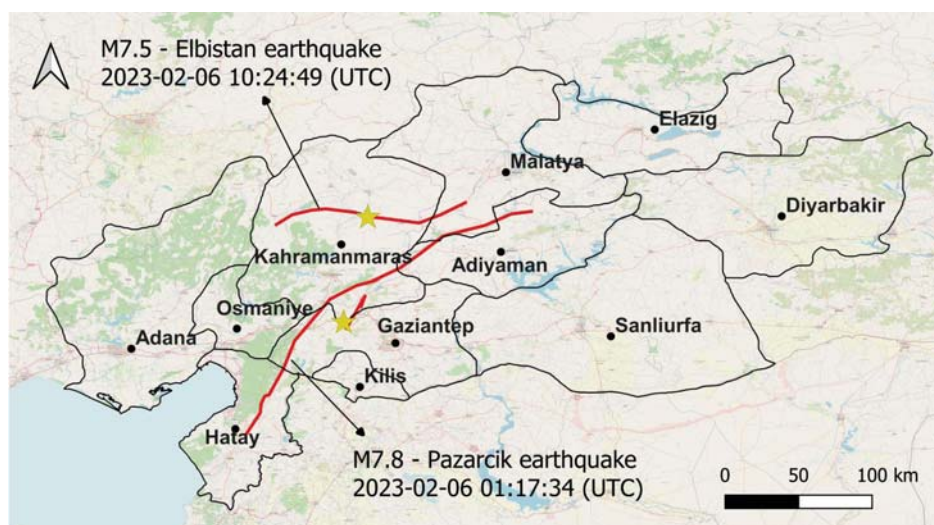 M7.5 - Elbistan earthquake
2023-02-06 10:24:49 (UTC)
Elazig
Malatya
Diyarbakir
Kahramanmaras
Adiyaman
Osmaniye
Gaziantep
Sanliurfa
Adana
Kilis
Hatay
M7.8 - Pazarcik earthquake
2023-02-06 01:17:34 (UTC)
0 50 100 km